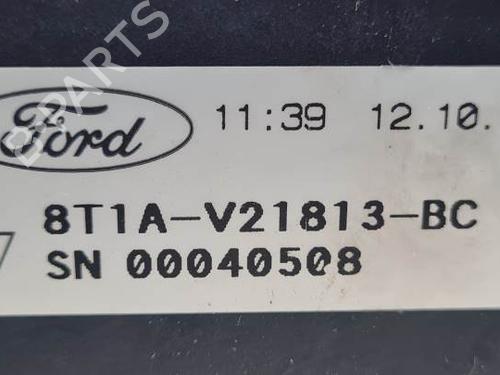 B-PARTS
Ford 11:39 12.10.
8T1A-V21813-BC
SN 00040508